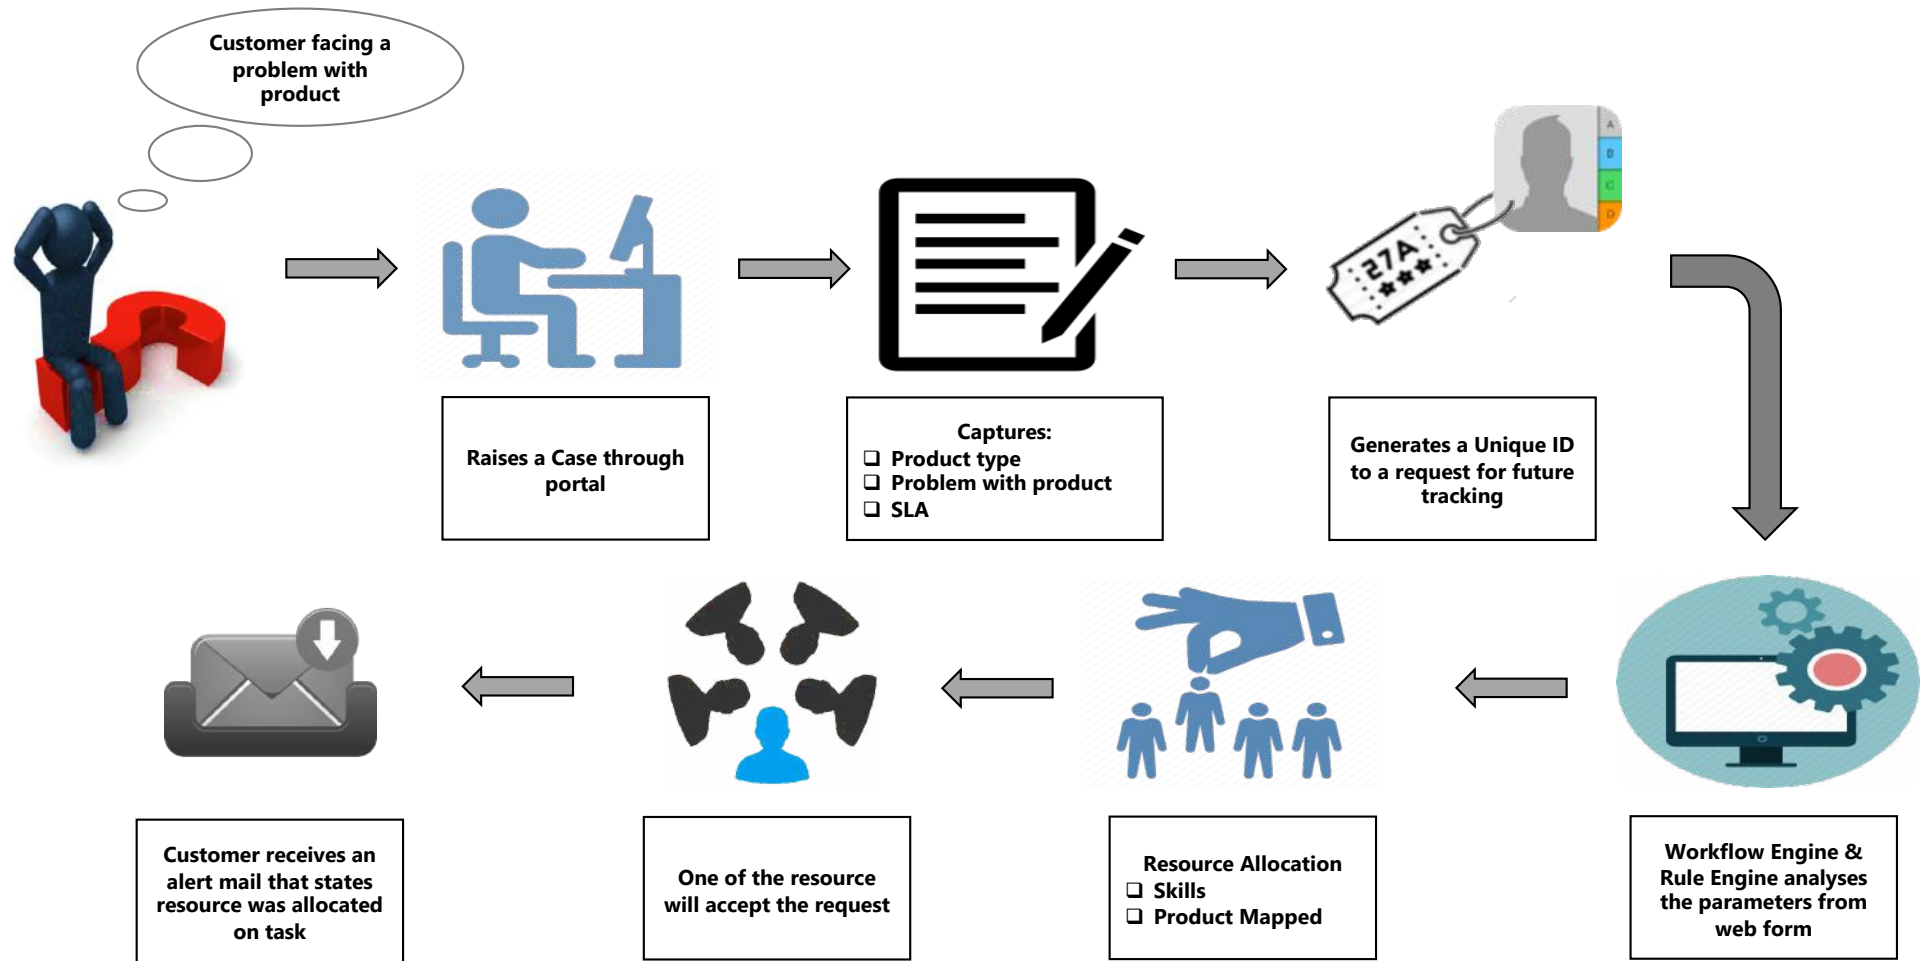 Customer facing a
problem with
product
A
B
C
D
27A
Raises a Case through
portal
Captures:
❑ Product type
❑ Problem with product
❑ SLA
Generates a Unique ID
to a request for future
tracking
Customer receives an
alert mail that states
resource was allocated
on task
One of the resource
will accept the request
Resource Allocation
❑ Skills
❑ Product Mapped
Workflow Engine &
Rule Engine analyses
the parameters from
web form